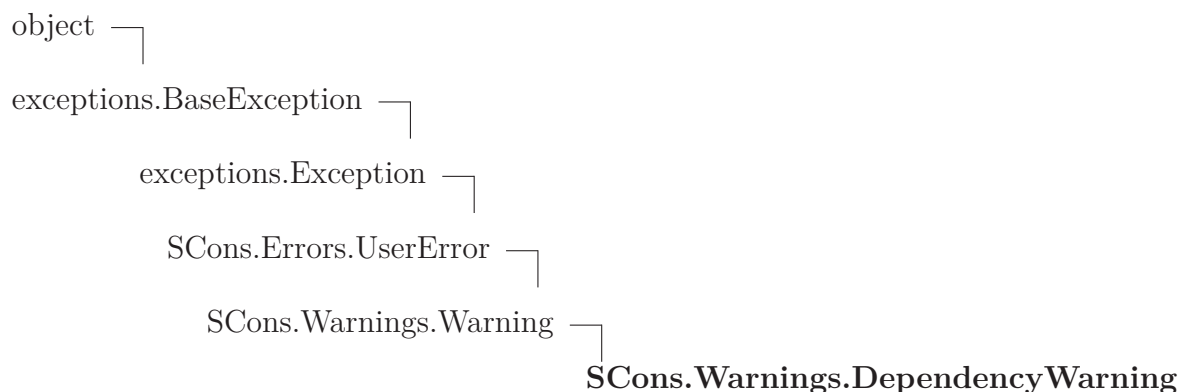 object
exceptions.BaseException
exceptions.Exception
SCons.Errors.UserError
SCons.Warnings.Warning
SCons.Warnings.DependencyWarning